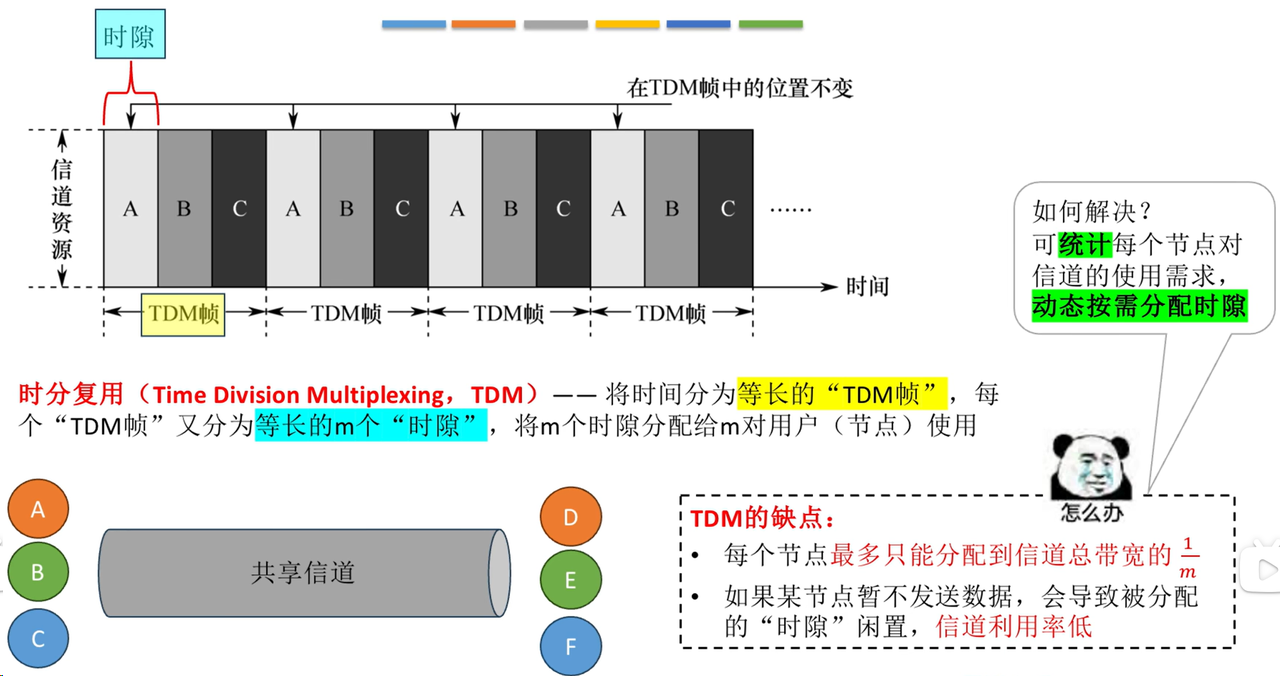 时隙
在TDM帧中的位置不变
信道资源
A B C A B C A B C A B C ……
时间
TDM帧 TDM帧 TDM帧 TDM帧
如何解决？
可统计每个节点对
信道的使用需求，
动态按需分配时隙
时分复用（Time Division Multiplexing，TDM）—— 将时间分为等长的“TDM帧”，每
个“TDM帧”又分为等长的m个“时隙”，将m个时隙分配给m对用户（节点）使用
A
B
C
共享信道
D
E
F
怎么办
TDM的缺点：
• 每个节点最多只能分配到信道总带宽的 1/m
• 如果某节点暂不发送数据，会导致被分配
的“时隙”闲置，信道利用率低